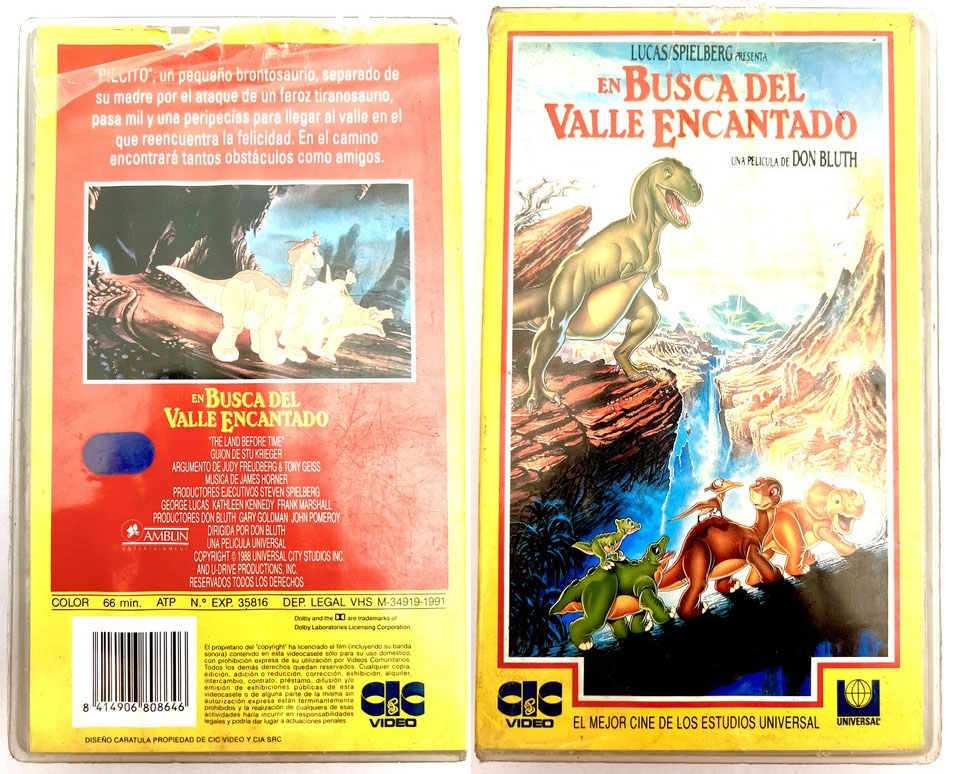 "PIECITO", un pequeño brontosaurio, separado de
su madre por el ataque de un feroz tiranosaurio,
pasa mil y una peripecias para llegar al valle en el
que reencuentra la felicidad. En el camino
encontrará tantos obstáculos como amigos.
EN BUSCA DEL
VALLE ENCANTADO
"THE LAND BEFORE TIME"
GUION DE STU KRIEGER
ARGUMENTO DE JUDY FREUDBERG & TONY GEISS
MUSICA DE JAMES HORNER
PRODUCTORES EJECUTIVOS STEVEN SPIELBERG
GEORGE LUCAS KATHLEEN KENNEDY FRANK MARSHALL
PRODUCTORES DON BLUTH GARY GOLDMAN JOHN POMEROY
DIRIGIDA POR DON BLUTH
UNA PELICULA UNIVERSAL
COPYRIGHT © 1988 UNIVERSAL CITY STUDIOS INC.
AND U-DRIVE PRODUCTIONS, INC.
RESERVADOS TODOS LOS DERECHOS
AMBLIN
ENTERTAINMENT
COLOR 66 min. ATP N.º EXP. 35816 DEP. LEGAL VHS M-34919-1991
Dolby and the DD are trademarks of
Dolby Laboratories Licensing Corporation.
El propietario del "copyright" ha licenciado el film (incluyendo su banda
sonora) contenido en esta videocasete sólo para su uso doméstico,
con prohibición expresa de su utilización por Vídeos Comunitarios.
Todos los demás derechos quedan reservados. Cualquier copia,
edición, adición o reducción, corrección, exhibición, alquiler,
intercambio, contrato, préstamo, difusión y/o
emisión de exhibiciones públicas de esta
videocasete o de alguna parte de la misma sin
autorización expresa están terminantemente
prohibidos y la realización de cualquiera de esas
actividades haría incurrir en responsabilidades
legales y podría dar lugar a actuaciones penales.
8 414906 808646
CIC
VIDEO
DISEÑO CARATULA PROPIEDAD DE CIC VIDEO Y CIA SRC
LUCAS/SPIELBERG PRESENTA
EN BUSCA DEL
VALLE ENCANTADO
UNA PELICULA DE DON BLUTH
CIC
VIDEO
EL MEJOR CINE DE LOS ESTUDIOS UNIVERSAL
UNIVERSAL